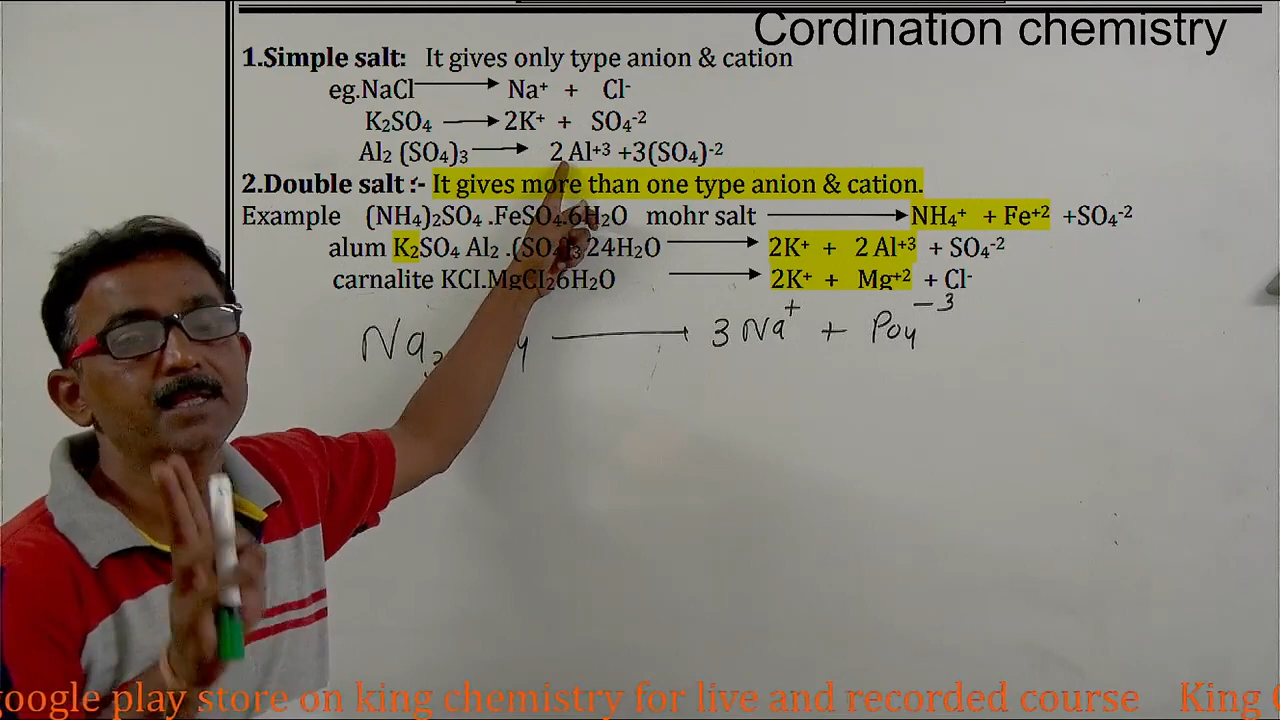 Cordination chemistry
1.Simple salt: It gives only type anion & cation
eg.NaCl → Na⁺ + Cl⁻
K₂SO₄ → 2K⁺ + SO₄⁻²
Al₂ (SO₄)₃ → 2 Al⁺³ +3(SO₄)⁻²
2.Double salt :- It gives more than one type anion & cation.
Example (NH₄)₂SO₄ .FeSO₄.6H₂O mohr salt → NH₄⁺ + Fe⁺² +SO₄⁻²
alum K₂SO₄ Al₂ .(SO₄)₃24H₂O → 2K⁺ + 2 Al⁺³ + SO₄⁻²
carnalite KCl.MgCl₂6H₂O → 2K⁺ + Mg⁺² + Cl⁻
Na₃ → 3 Na⁺ + Po₄⁻³
google play store on king chemistry for live and recorded course King